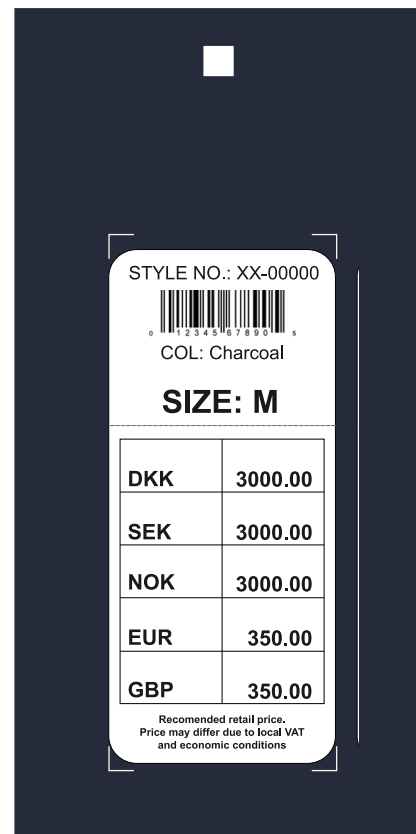 STYLE NO.: XX-00000
0 12345 67890 5
COL: Charcoal
SIZE: M
DKK 3000.00
SEK 3000.00
NOK 3000.00
EUR 350.00
GBP 350.00
Recomended retail price.
Price may differ due to local VAT
and economic conditions